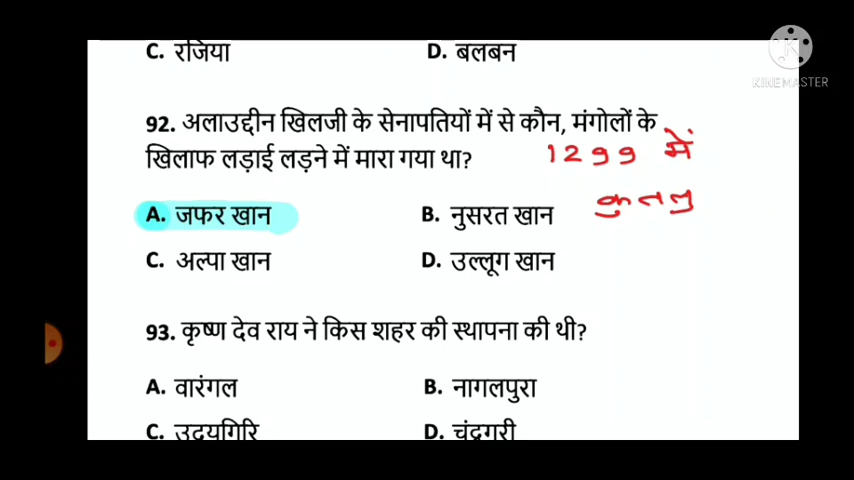 C. रजिया D. बलबन
KINEMASTER
92. अलाउद्दीन खिलजी के सेनापतियों में से कौन, मंगोलों के
खिलाफ लड़ाई लड़ने में मारा गया था? 1299 में
कुतलु
A. जफर खान B. नुसरत खान
C. अल्पा खान D. उल्लूग खान
93. कृष्ण देव राय ने किस शहर की स्थापना की थी?
A. वारंगल B. नागलपुरा
C. उदयगिरि D. चंद्रगरी